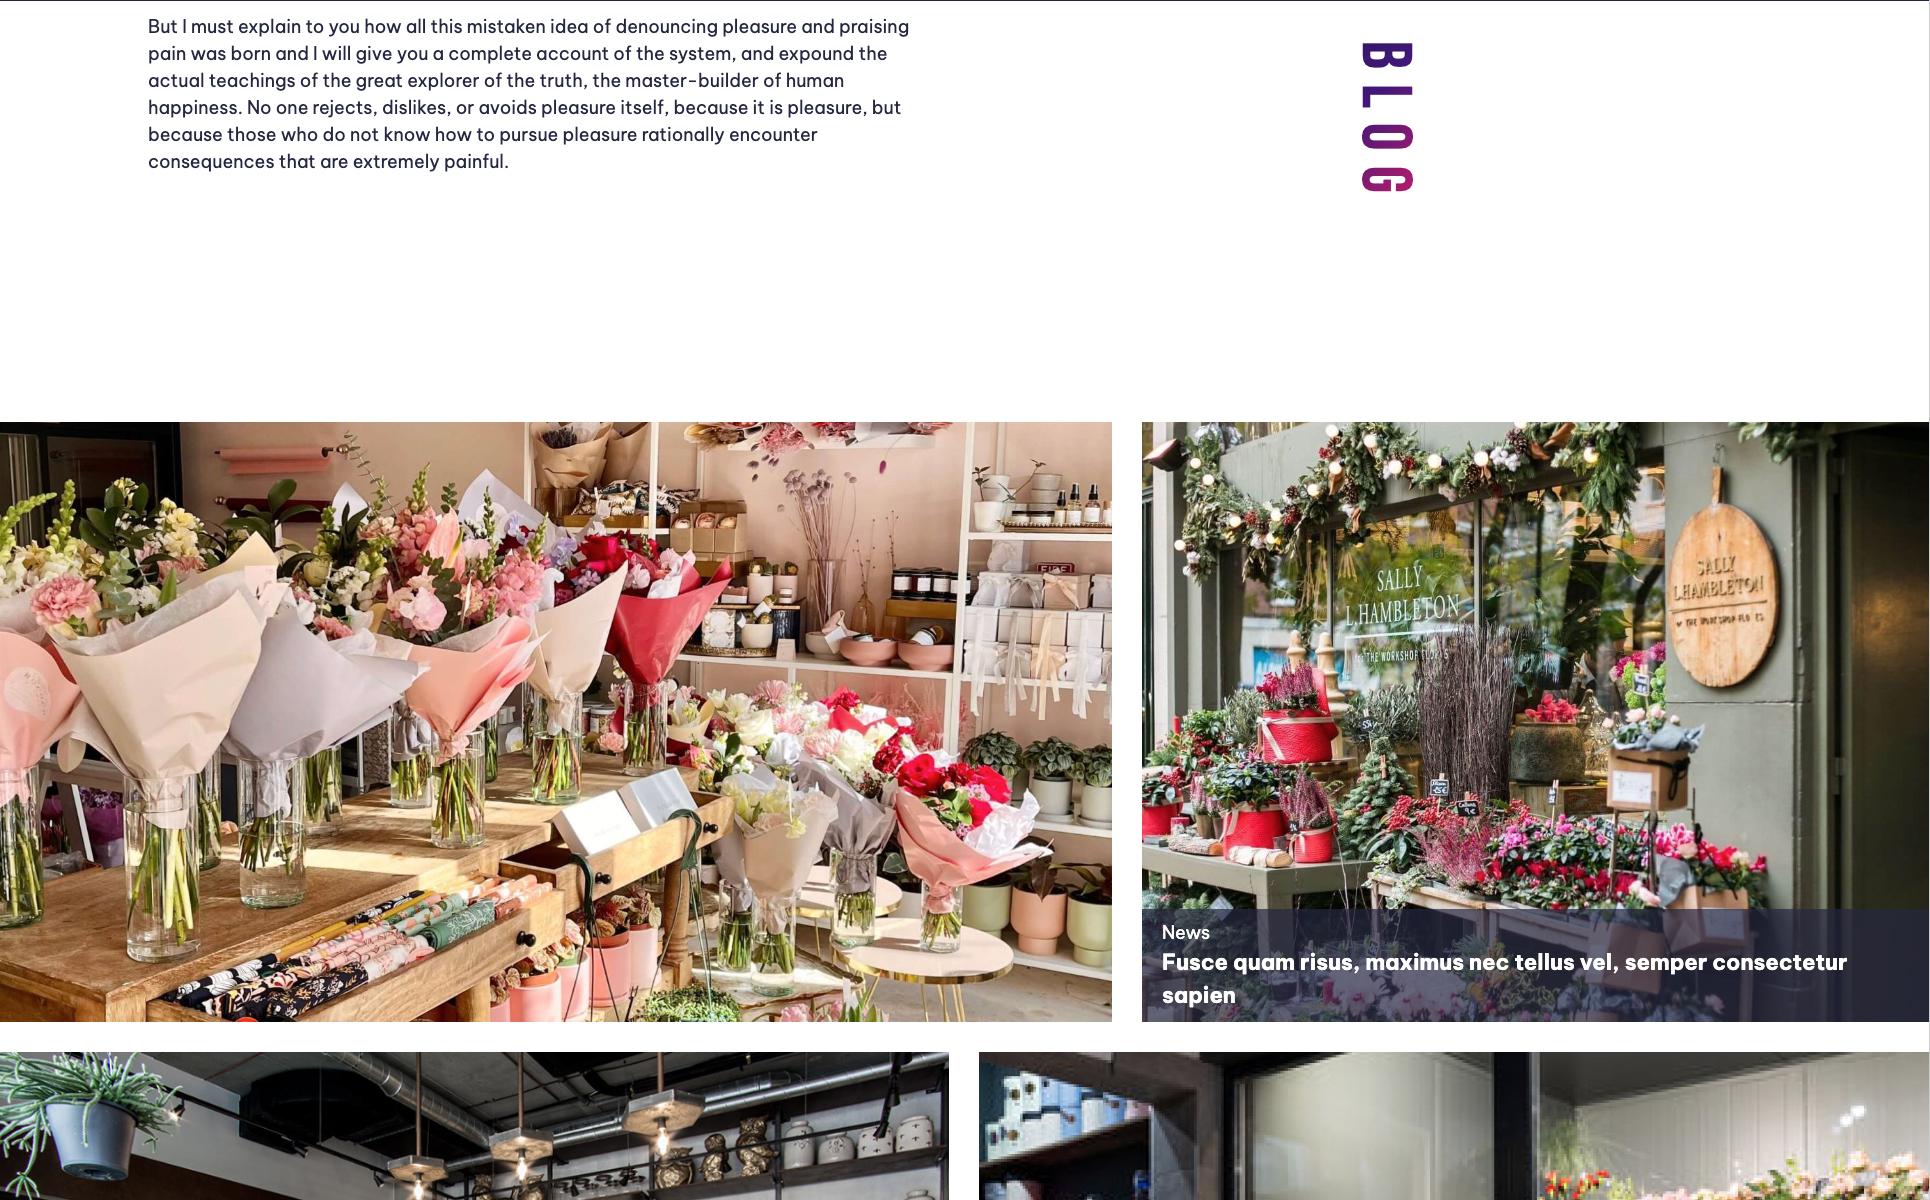 But I must explain to you how all this mistaken idea of denouncing pleasure and praising
pain was born and I will give you a complete account of the system, and expound the
actual teachings of the great explorer of the truth, the master-builder of human
happiness. No one rejects, dislikes, or avoids pleasure itself, because it is pleasure, but
because those who do not know how to pursue pleasure rationally encounter
consequences that are extremely painful.
BLOG
SALLY
L.HAMBLETON
THE WORKSHOP FLO
SALLY
L.HAMBLETON
THE WORKSHOP FLO
News
Fusce quam risus, maximus nec tellus vel, semper consectetur
sapien